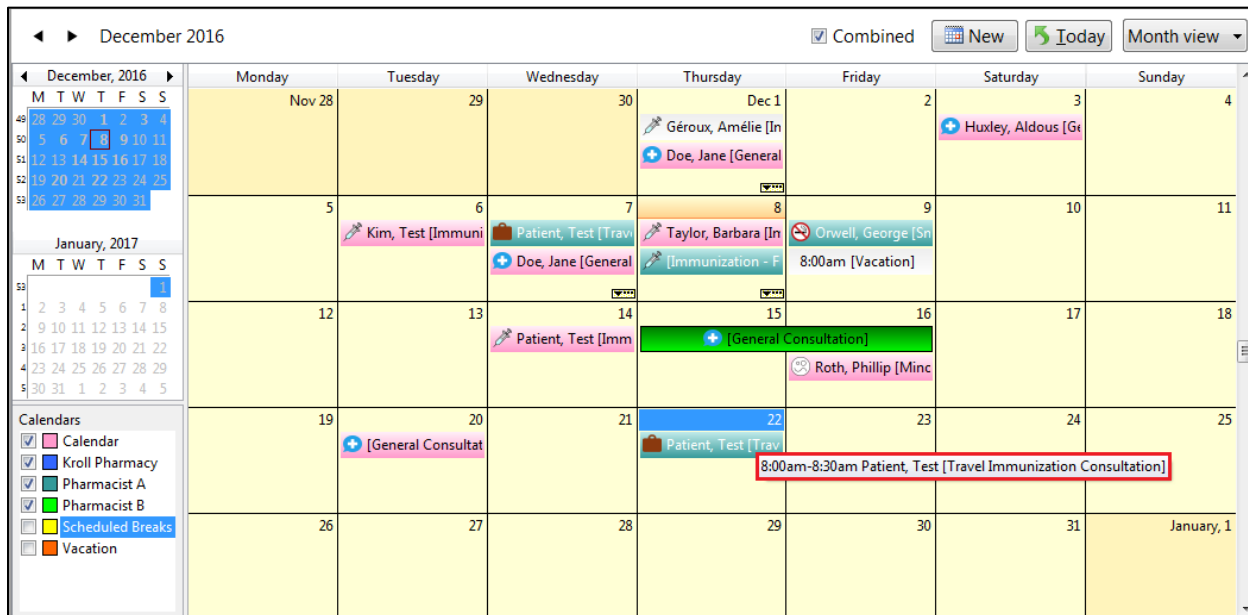 December 2016
Combined
New
Today
Month view
December, 2016
M T W T F S S
49 28 29 30 1 2 3 4
50 5 6 7 8 9 10 11
51 12 13 14 15 16 17 18
52 19 20 21 22 23 24 25
53 26 27 28 29 30 31
January, 2017
M T W T F S S
53 1
1 2 3 4 5 6 7 8
2 9 10 11 12 13 14 15
3 16 17 18 19 20 21 22
4 23 24 25 26 27 28 29
5 30 31 1 2 3 4 5
Calendars
Calendar
Kroll Pharmacy
Pharmacist A
Pharmacist B
Scheduled Breaks
Vacation
Monday Tuesday Wednesday Thursday Friday Saturday Sunday
Nov 28 29 30 Dec 1 2 3 4
Géroux, Amélie [In
Huxley, Aldous [Ge
Doe, Jane [General
5 6 7 8 9 10 11
Kim, Test [Immuni
Patient, Test [Trav
Taylor, Barbara [In
Orwell, George [Sn
Doe, Jane [General
[Immunization - F
8:00am [Vacation]
12 13 14 15 16 17 18
Patient, Test [Imm
[General Consultation]
Roth, Phillip [Minc
19 20 21 22 23 24 25
[General Consultat
Patient, Test [Trav
8:00am-8:30am Patient, Test [Travel Immunization Consultation]
26 27 28 29 30 31 January, 1